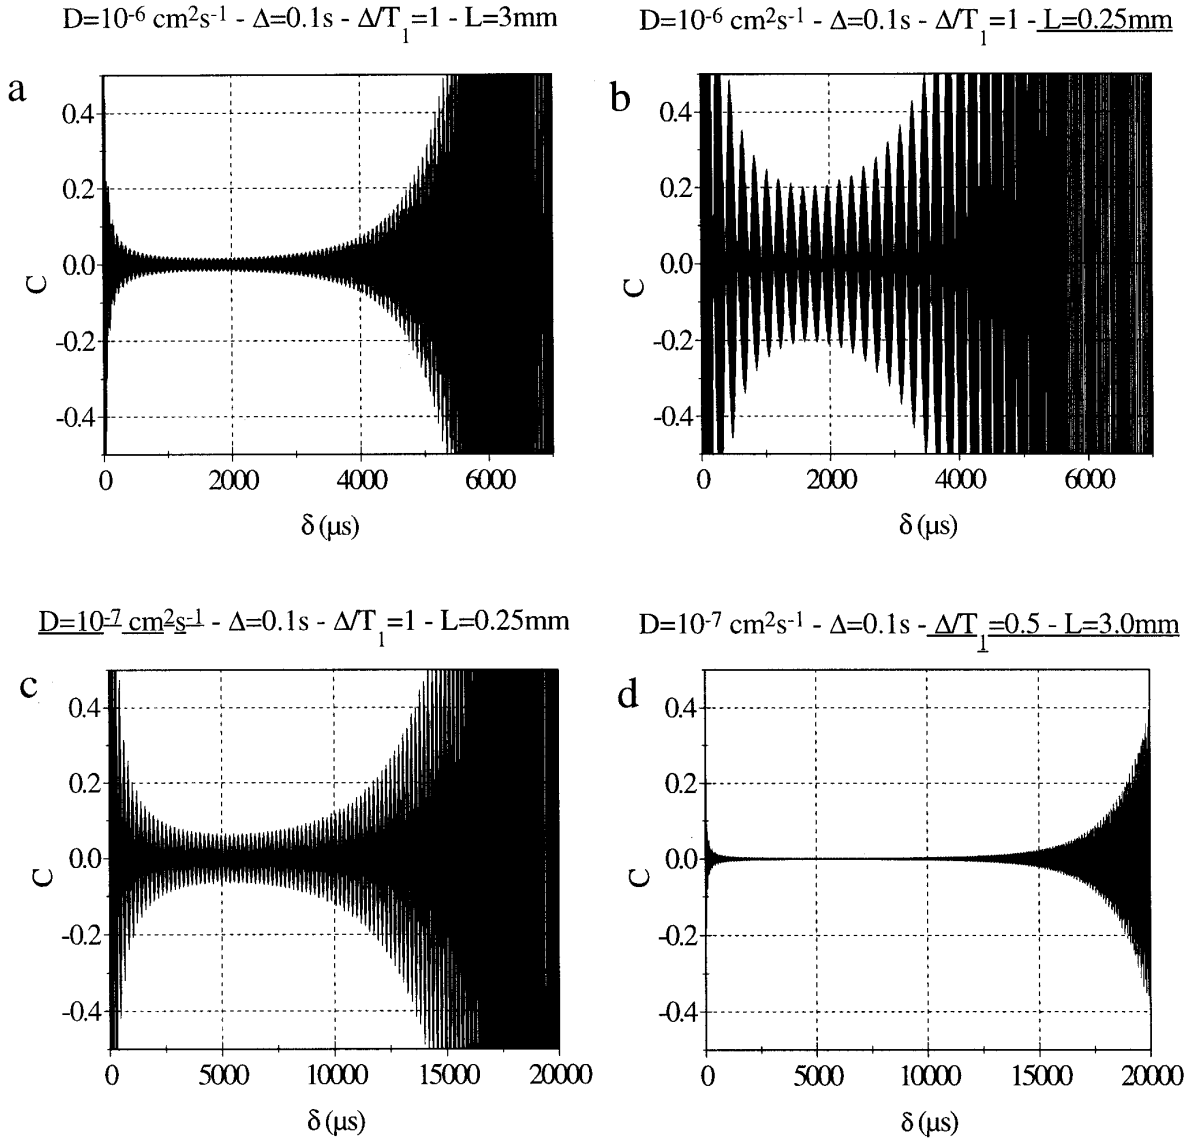 D=10⁻⁶ cm²s⁻¹ - Δ=0.1s - Δ/T₁=1 - L=3mm
D=10⁻⁶ cm²s⁻¹ - Δ=0.1s - Δ/T₁=1 - L=0.25mm
a
0.4
0.2
0.0
-0.2
-0.4
C
0 2000 4000 6000
δ (μs)
b
0.4
0.2
0.0
-0.2
-0.4
C
0 2000 4000 6000
δ (μs)
D=10⁻⁷ cm²s⁻¹ - Δ=0.1s - Δ/T₁=1 - L=0.25mm
D=10⁻⁷ cm²s⁻¹ - Δ=0.1s - Δ/T₁=0.5 - L=3.0mm
c
0.4
0.2
0.0
-0.2
-0.4
C
0 5000 10000 15000 20000
δ (μs)
d
0.4
0.2
0.0
-0.2
-0.4
C
0 5000 10000 15000 20000
δ (μs)